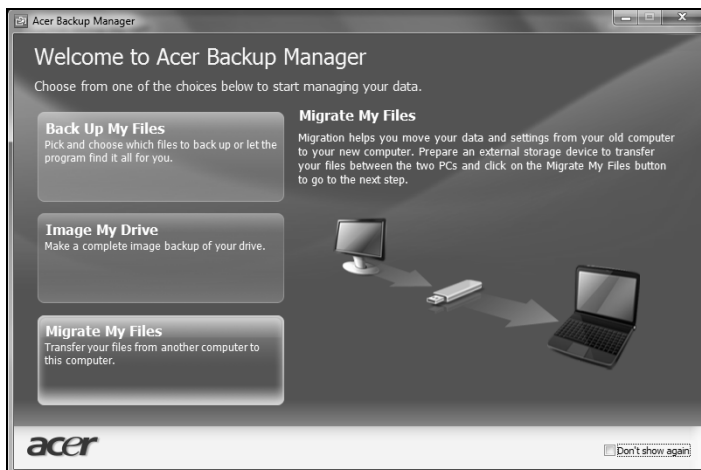 Acer Backup Manager
Welcome to Acer Backup Manager
Choose from one of the choices below to start managing your data.
Back Up My Files
Pick and choose which files to back up or let the
program find it all for you.
Image My Drive
Make a complete image backup of your drive.
Migrate My Files
Transfer your files from another computer to
this computer.
Migrate My Files
Migration helps you move your data and settings from your old computer
to your new computer. Prepare an external storage device to transfer
your files between the two PCs and click on the Migrate My Files button
to go to the next step.
acer
Don't show again